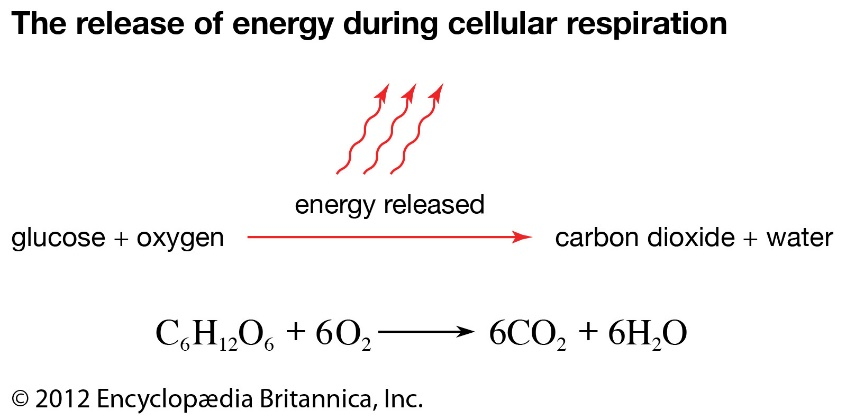 The release of energy during cellular respiration
energy released
glucose + oxygen carbon dioxide + water
C₆H₁₂O₆ + 6O₂ ⟶ 6CO₂ + 6H₂O
© 2012 Encyclopædia Britannica, Inc.